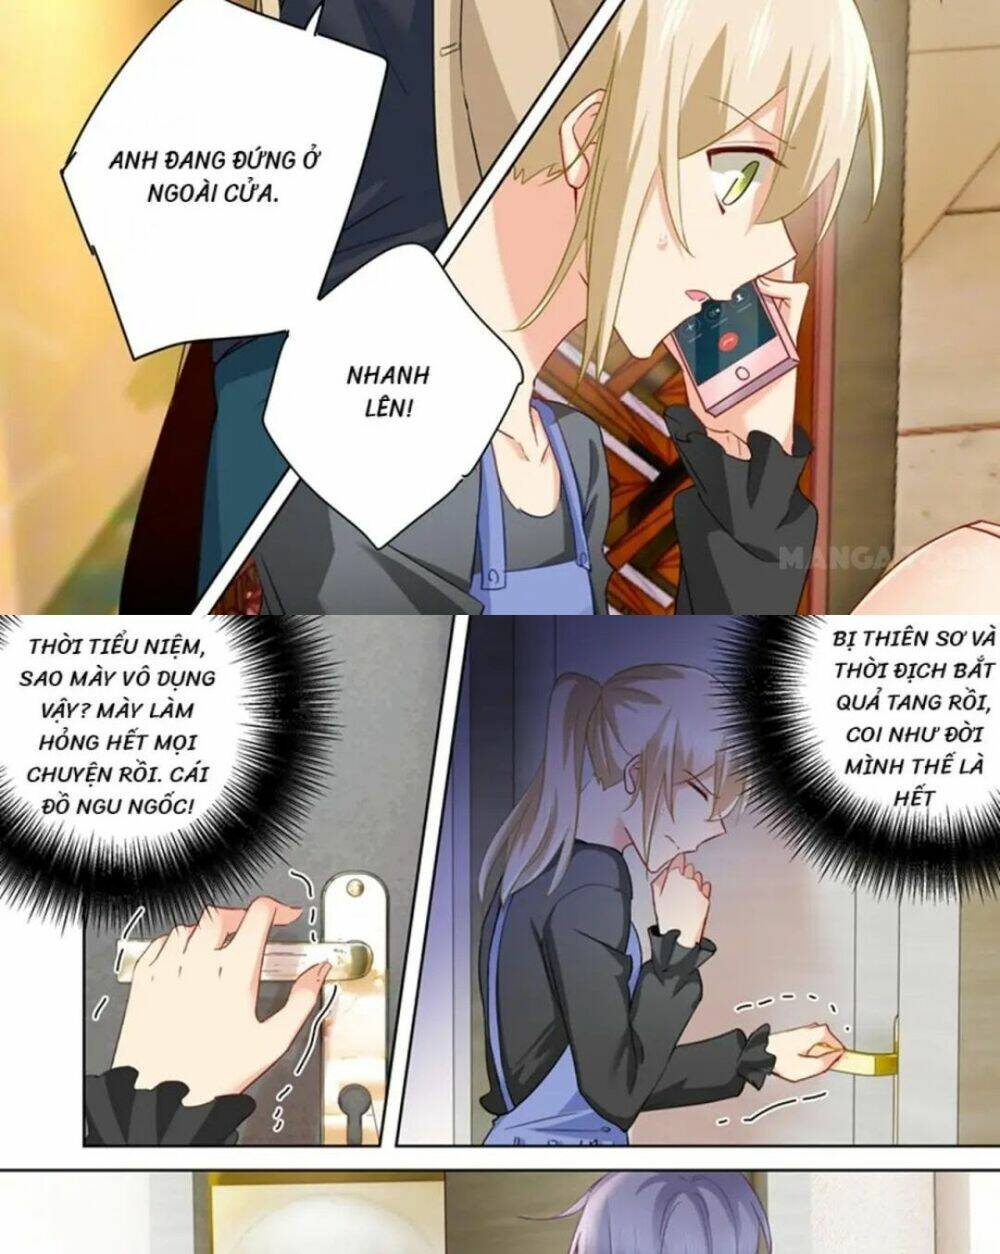 ANH ĐANG ĐỨNG Ở
NGOÀI CỬA.
NHANH
LÊN!
THỜI TIỂU NIỆM,
SAO MÀY VÔ DỤNG
VẬY? MÀY LÀM
HỎNG HẾT MỌI
CHUYỆN RỒI. CÁI
ĐỒ NGU NGỐC!
BỊ THIÊN SƠ VÀ
THỜI ĐỊCH BẮT
QUẢ TANG RỒI,
COI NHƯ ĐỜI
MÌNH THẾ LÀ
HẾT